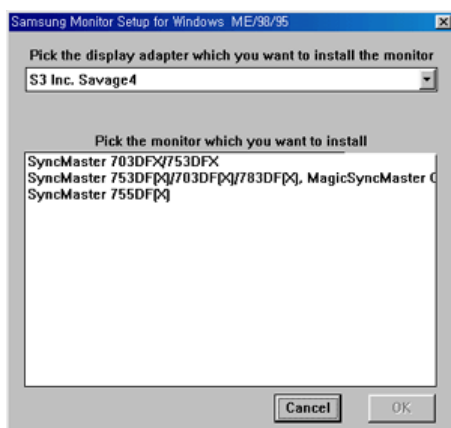 Samsung Monitor Setup for Windows ME/98/95
Pick the display adapter which you want to install the monitor
S3 Inc. Savage4
Pick the monitor which you want to install
SyncMaster 703DFX/753DFX
SyncMaster 753DF[X]/703DF[X]/783DF[X], MagicSyncMaster C
SyncMaster 755DF[X]
Cancel
OK